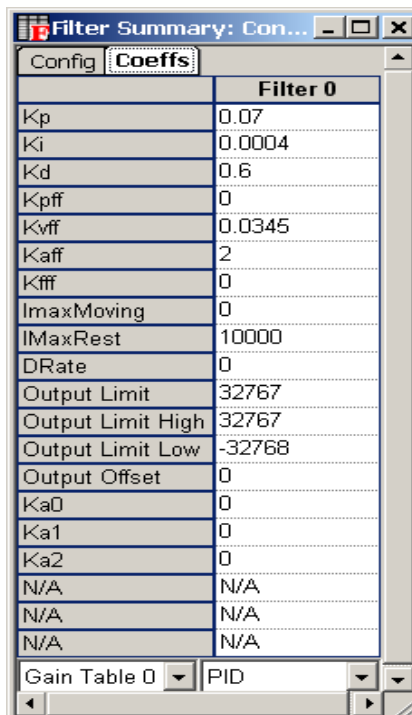 Filter Summary: Con...
Config Coeffs
Filter 0
Kp 0.07
Ki 0.0004
Kd 0.6
Kpff 0
Kvff 0.0345
Kaff 2
Kfff 0
ImaxMoving 0
IMaxRest 10000
DRate 0
Output Limit 32767
Output Limit High 32767
Output Limit Low -32768
Output Offset 0
Ka0 0
Ka1 0
Ka2 0
N/A N/A
N/A N/A
N/A N/A
Gain Table 0 PID